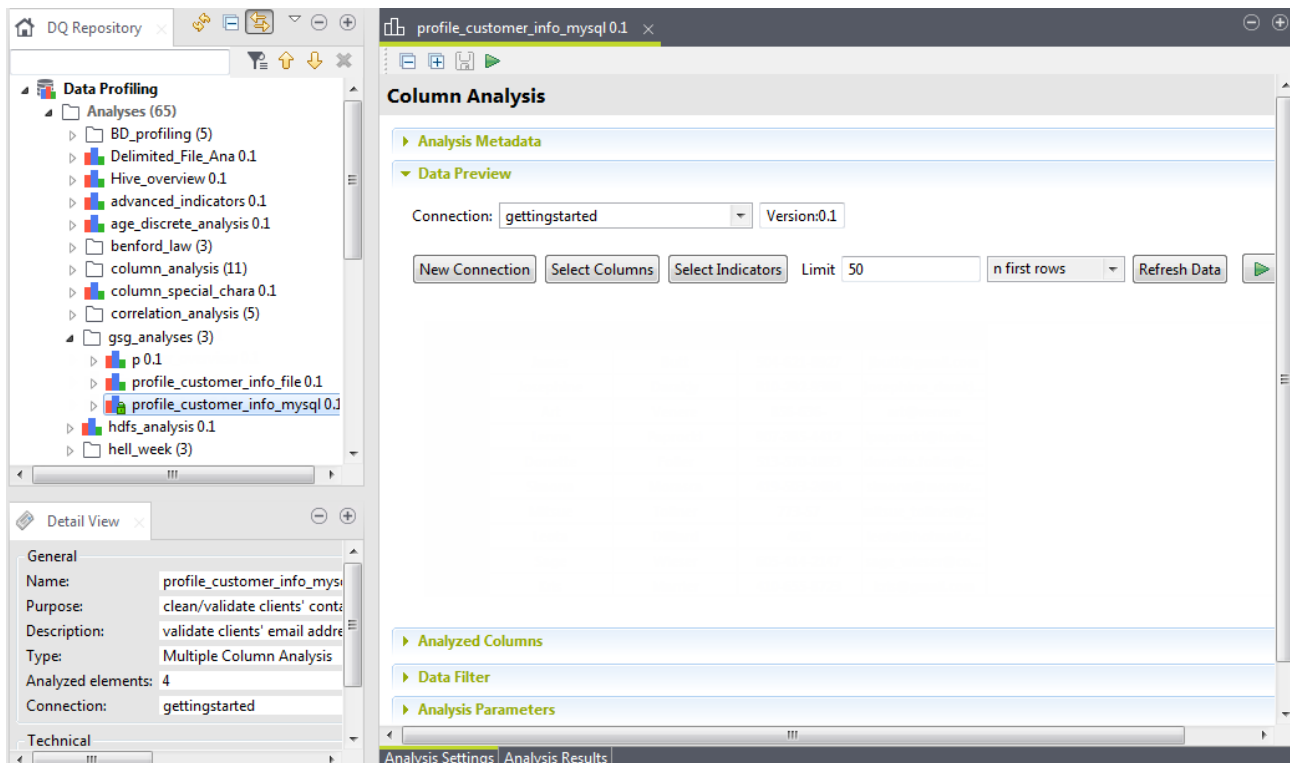 DQ Repository
Data Profiling
Analyses (65)
BD_profiling (5)
Delimited_File_Ana 0.1
Hive_overview 0.1
advanced_indicators 0.1
age_discrete_analysis 0.1
benford_law (3)
column_analysis (11)
column_special_chara 0.1
correlation_analysis (5)
gsg_analyses (3)
p 0.1
profile_customer_info_file 0.1
profile_customer_info_mysql 0.1
hdfs_analysis 0.1
hell_week (3)
Detail View
General
Name: profile_customer_info_mys
Purpose: clean/validate clients' conta
Description: validate clients' email addre
Type: Multiple Column Analysis
Analyzed elements: 4
Connection: gettingstarted
Technical
profile_customer_info_mysql 0.1
Column Analysis
Analysis Metadata
Data Preview
Connection: gettingstarted Version:0.1
New Connection Select Columns Select Indicators Limit 50 n first rows Refresh Data
Analyzed Columns
Data Filter
Analysis Parameters
Analysis Settings Analysis Results